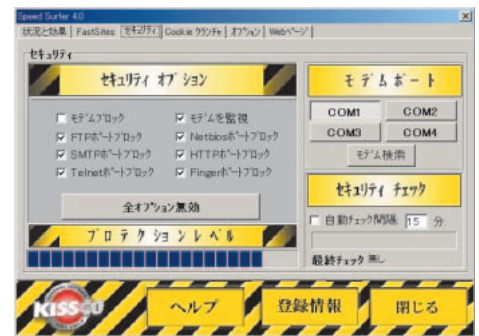 Speed Surfer 4.0
状況と効果 FastSites セキュリティ Cookie クランチャ オプション Webページ
セキュリティ
セキュリティ オプション
モデムブロック モデムを監視
FTPポートブロック Netbiosポートブロック
SMTPポートブロック HTTPポートブロック
Telnetポートブロック Fingerポートブロック
全オプション無効
プロテクションレベル
モデムポート
COM1 COM2
COM3 COM4
モデム検索
セキュリティ チェック
自動チェック間隔: 15 分
最終チェック 無し
KISSCO
ヘルプ 登録情報 閉じる